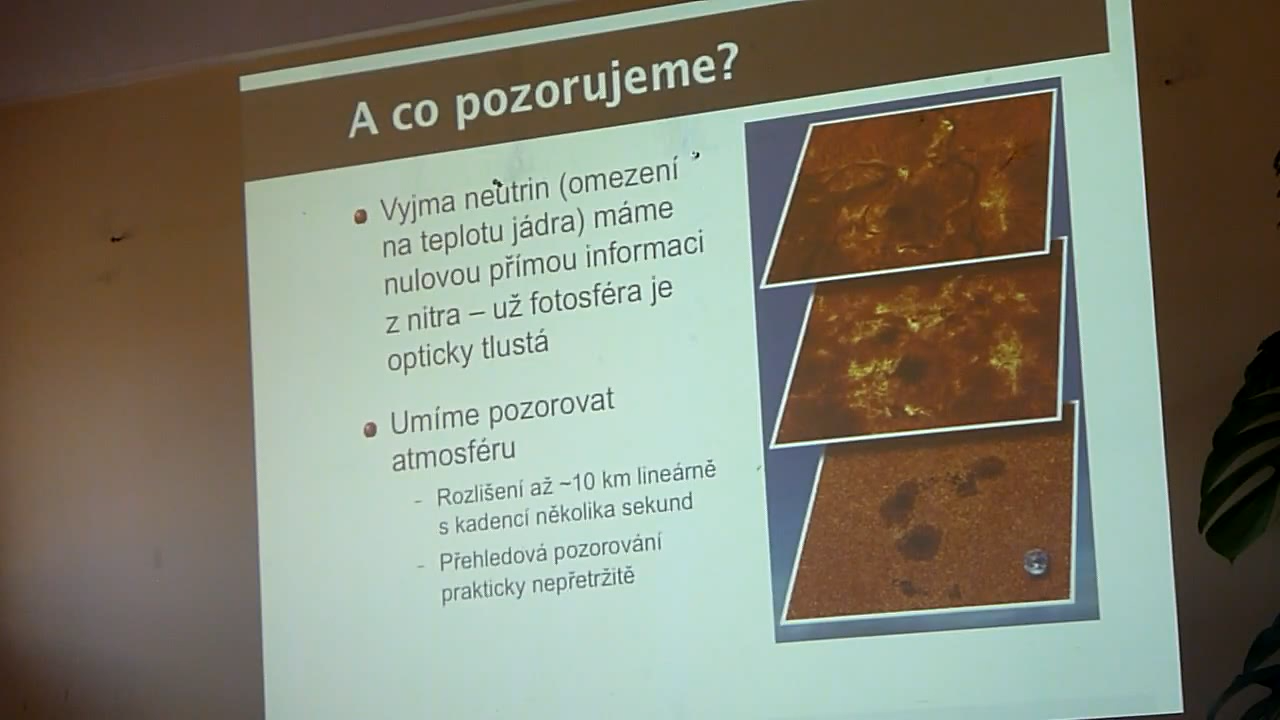 A co pozorujeme?
Vyjma neutrin (omezení
na teplotu jádra) máme
nulovou přímou informaci
z nitra – už fotosféra je
opticky tlustá
Umíme pozorovat
atmosféru
- Rozlišení až ~10 km lineárně
s kadencí několika sekund
- Přehledová pozorování
prakticky nepřetržitě